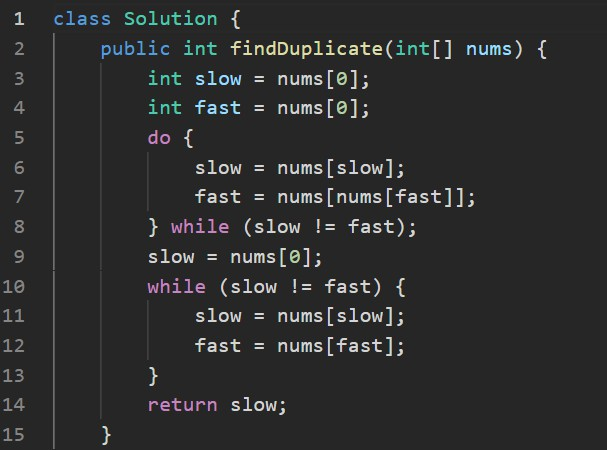 1 class Solution {
2     public int findDuplicate(int[] nums) {
3         int slow = nums[0];
4         int fast = nums[0];
5         do {
6             slow = nums[slow];
7             fast = nums[nums[fast]];
8         } while (slow != fast);
9         slow = nums[0];
10         while (slow != fast) {
11             slow = nums[slow];
12             fast = nums[fast];
13         }
14         return slow;
15     }